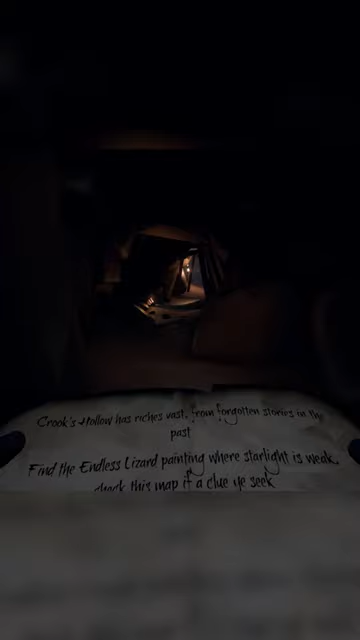 Crook's Hollow has riches vast, from forgotten stories in the
past
Find the Endless Lizard painting where starlight is weak,
check this map if a clue ye seek